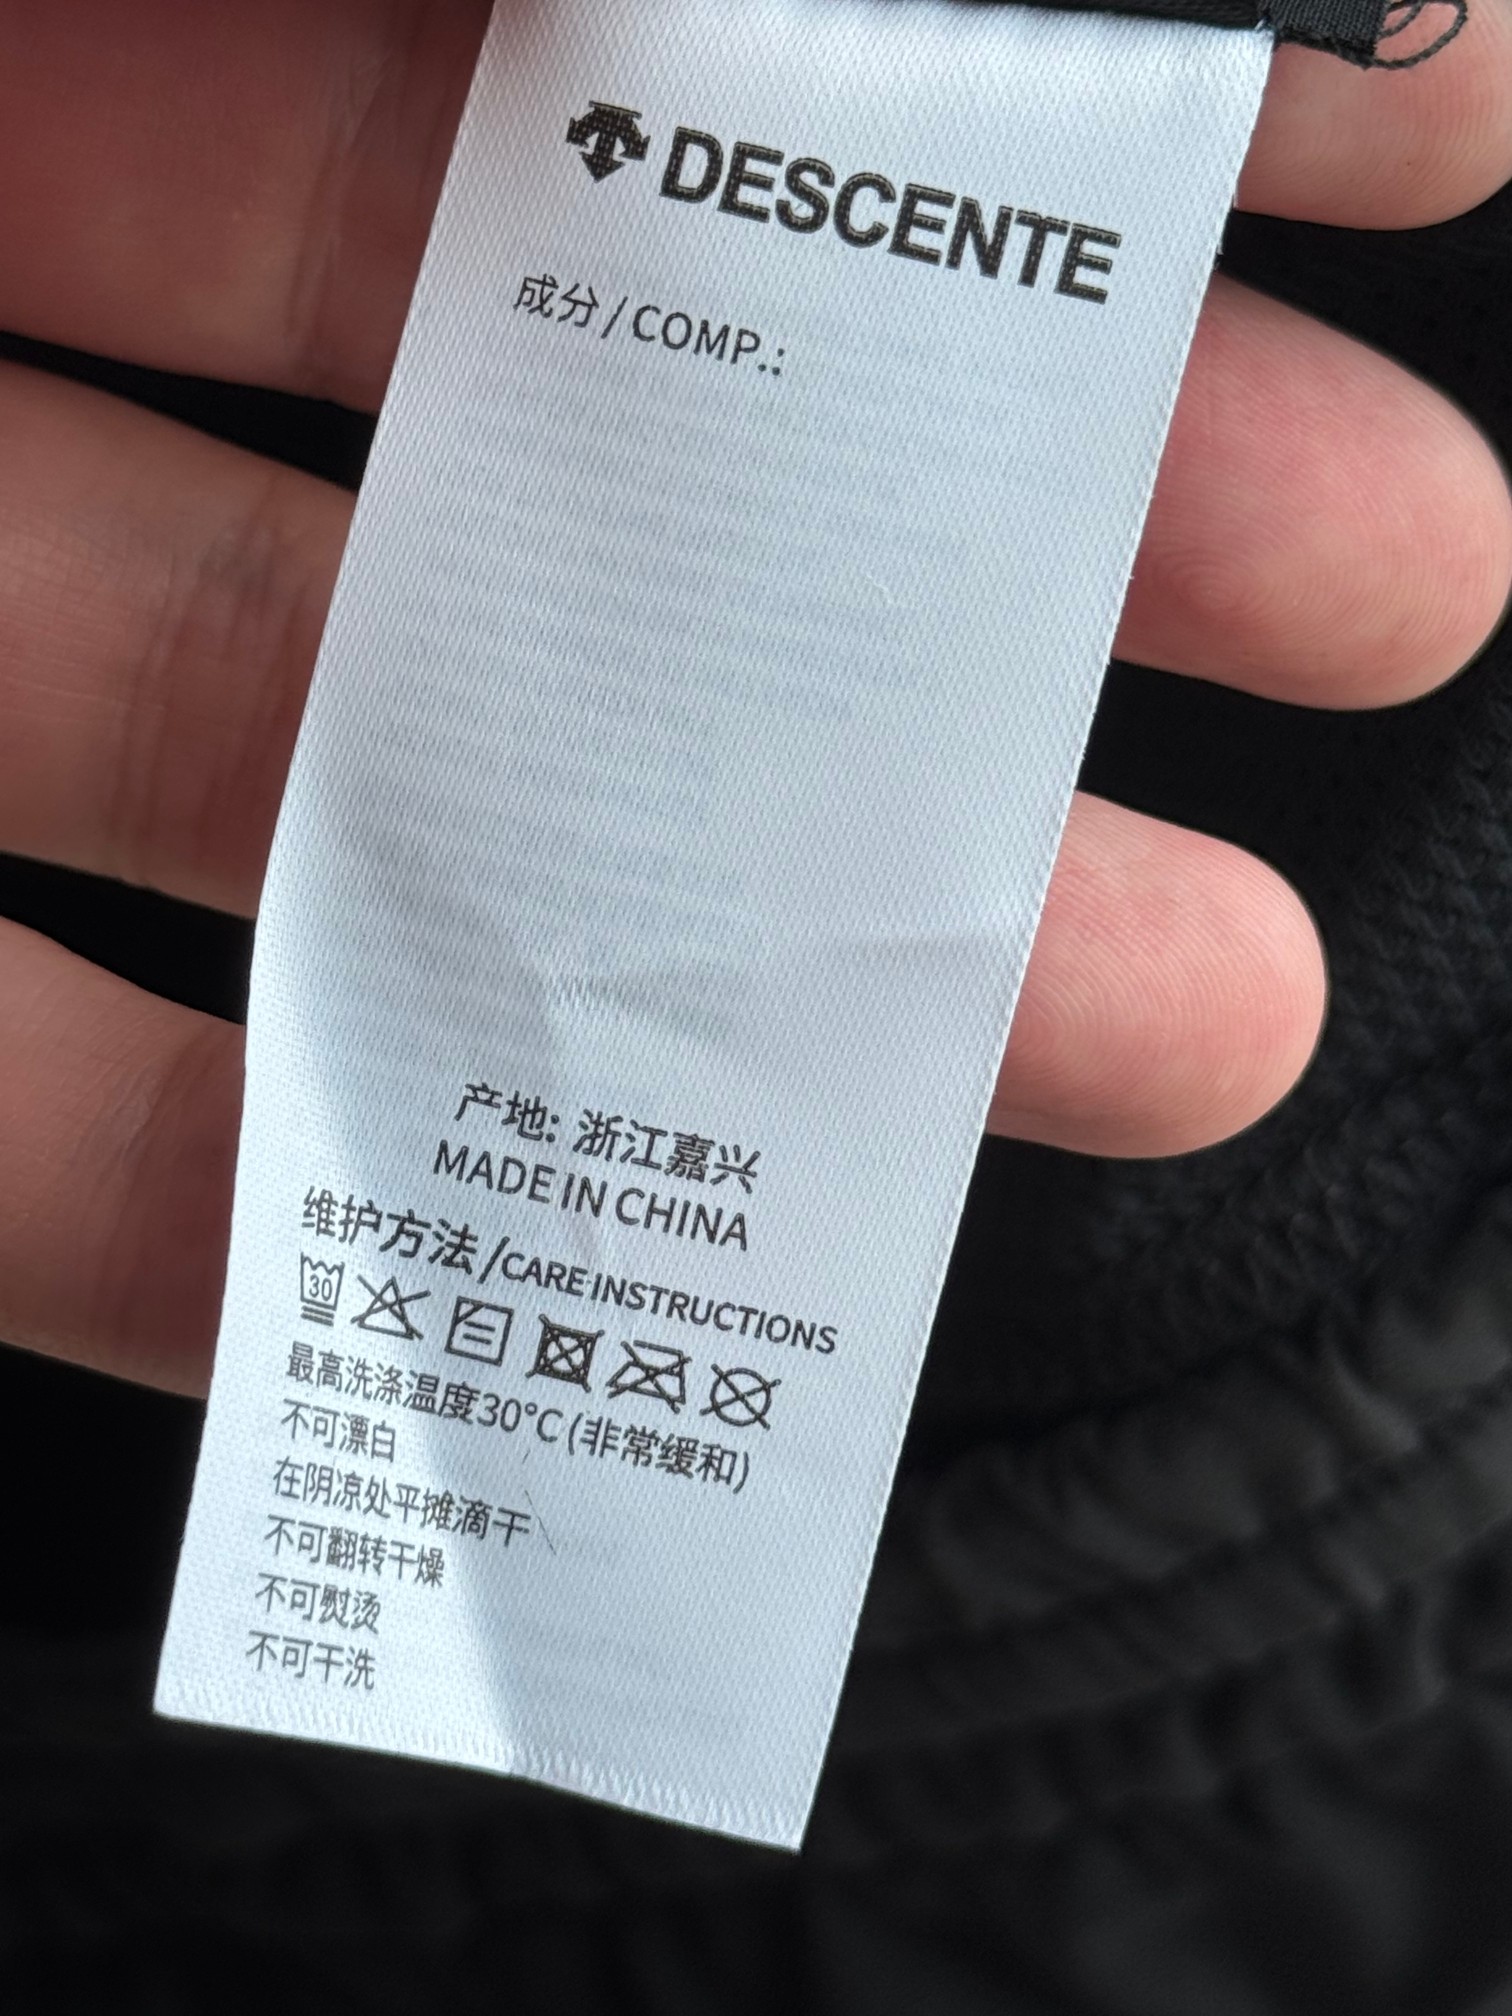 DESCENTE
成分/COMP.:
产地: 浙江嘉兴
MADE IN CHINA
维护方法/CARE INSTRUCTIONS
30
最高洗涤温度30°C(非常缓和)
不可漂白
在阴凉处平摊滴干
不可翻转干燥
不可熨烫
不可干洗